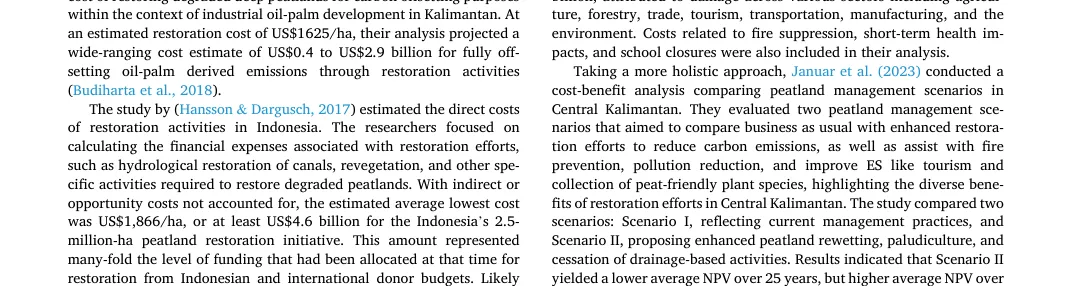 within the context of industrial oil-palm development in Kalimantan. At
an estimated restoration cost of US$1625/ha, their analysis projected a
wide-ranging cost estimate of US$0.4 to US$2.9 billion for fully off-
setting oil-palm derived emissions through restoration activities
(Budiharta et al., 2018).
The study by (Hansson & Dargusch, 2017) estimated the direct costs
of restoration activities in Indonesia. The researchers focused on
calculating the financial expenses associated with restoration efforts,
such as hydrological restoration of canals, revegetation, and other spe-
cific activities required to restore degraded peatlands. With indirect or
opportunity costs not accounted for, the estimated average lowest cost
was US$1,866/ha, or at least US$4.6 billion for the Indonesia's 2.5-
million-ha peatland restoration initiative. This amount represented
many-fold the level of funding that had been allocated at that time for
restoration from Indonesian and international donor budgets. Likely
ture, forestry, trade, tourism, transportation, manufacturing, and the
environment. Costs related to fire suppression, short-term health im-
pacts, and school closures were also included in their analysis.
Taking a more holistic approach, Januar et al. (2023) conducted a
cost-benefit analysis comparing peatland management scenarios in
Central Kalimantan. They evaluated two peatland management sce-
narios that aimed to compare business as usual with enhanced restora-
tion efforts to reduce carbon emissions, as well as assist with fire
prevention, pollution reduction, and improve ES like tourism and
collection of peat-friendly plant species, highlighting the diverse bene-
fits of restoration efforts in Central Kalimantan. The study compared two
scenarios: Scenario I, reflecting current management practices, and
Scenario II, proposing enhanced peatland rewetting, paludiculture, and
cessation of drainage-based activities. Results indicated that Scenario II
yielded a lower average NPV over 25 years, but higher average NPV over